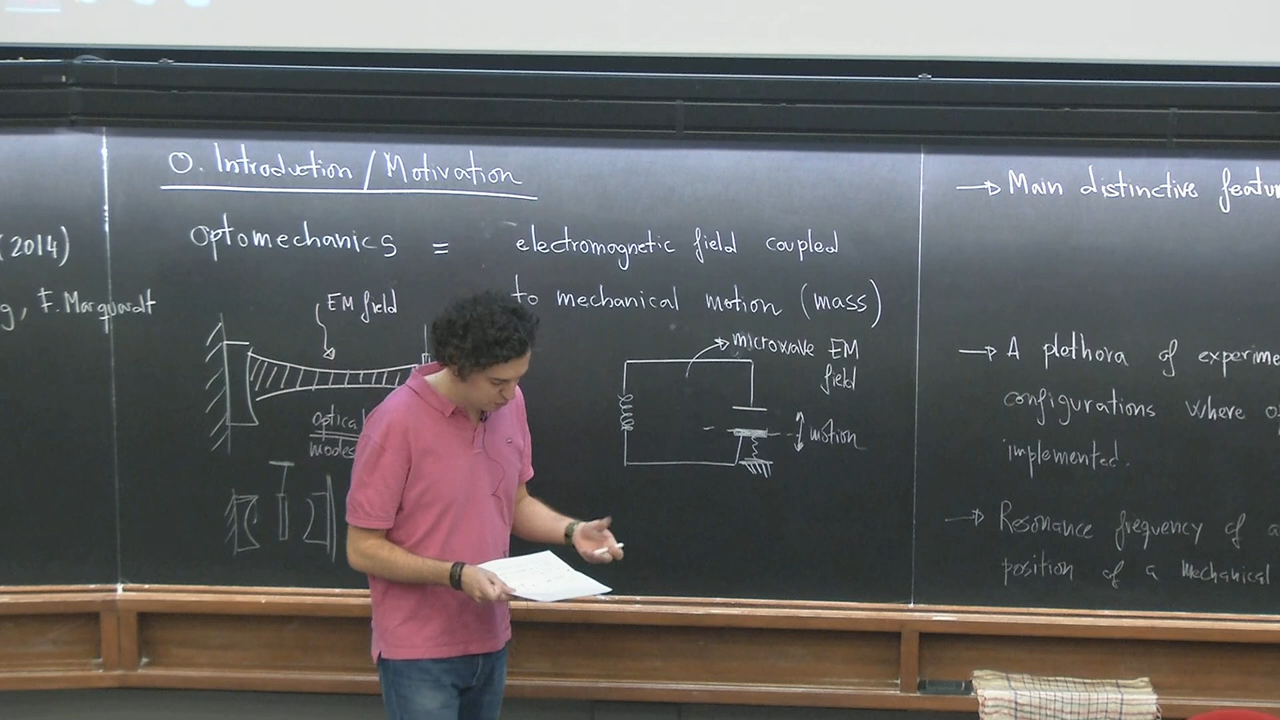 (2014)
g, F. Marquardt
0. Introduction / Motivation
optomechanics = electromagnetic field coupled
to mechanical motion (mass)
EM field
optical
modes
microwave EM
field
motion
→ Main distinctive featu
→ A plothora of experime
configurations where o
implemented.
→ Resonance frequency of a
position of a mechanical